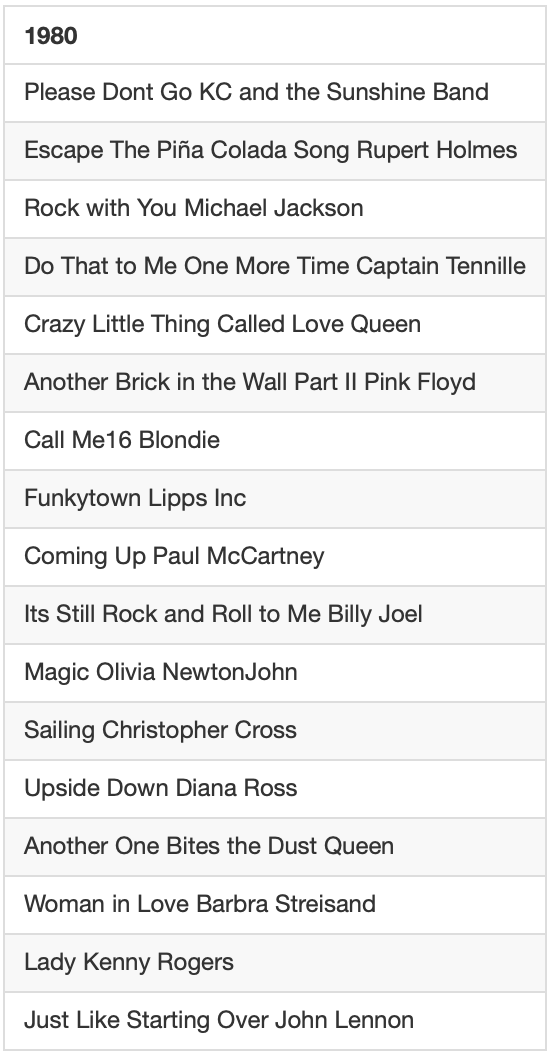 1980
Please Dont Go KC and the Sunshine Band
Escape The Piña Colada Song Rupert Holmes
Rock with You Michael Jackson
Do That to Me One More Time Captain Tennille
Crazy Little Thing Called Love Queen
Another Brick in the Wall Part II Pink Floyd
Call Me16 Blondie
Funkytown Lipps Inc
Coming Up Paul McCartney
Its Still Rock and Roll to Me Billy Joel
Magic Olivia NewtonJohn
Sailing Christopher Cross
Upside Down Diana Ross
Another One Bites the Dust Queen
Woman in Love Barbra Streisand
Lady Kenny Rogers
Just Like Starting Over John Lennon